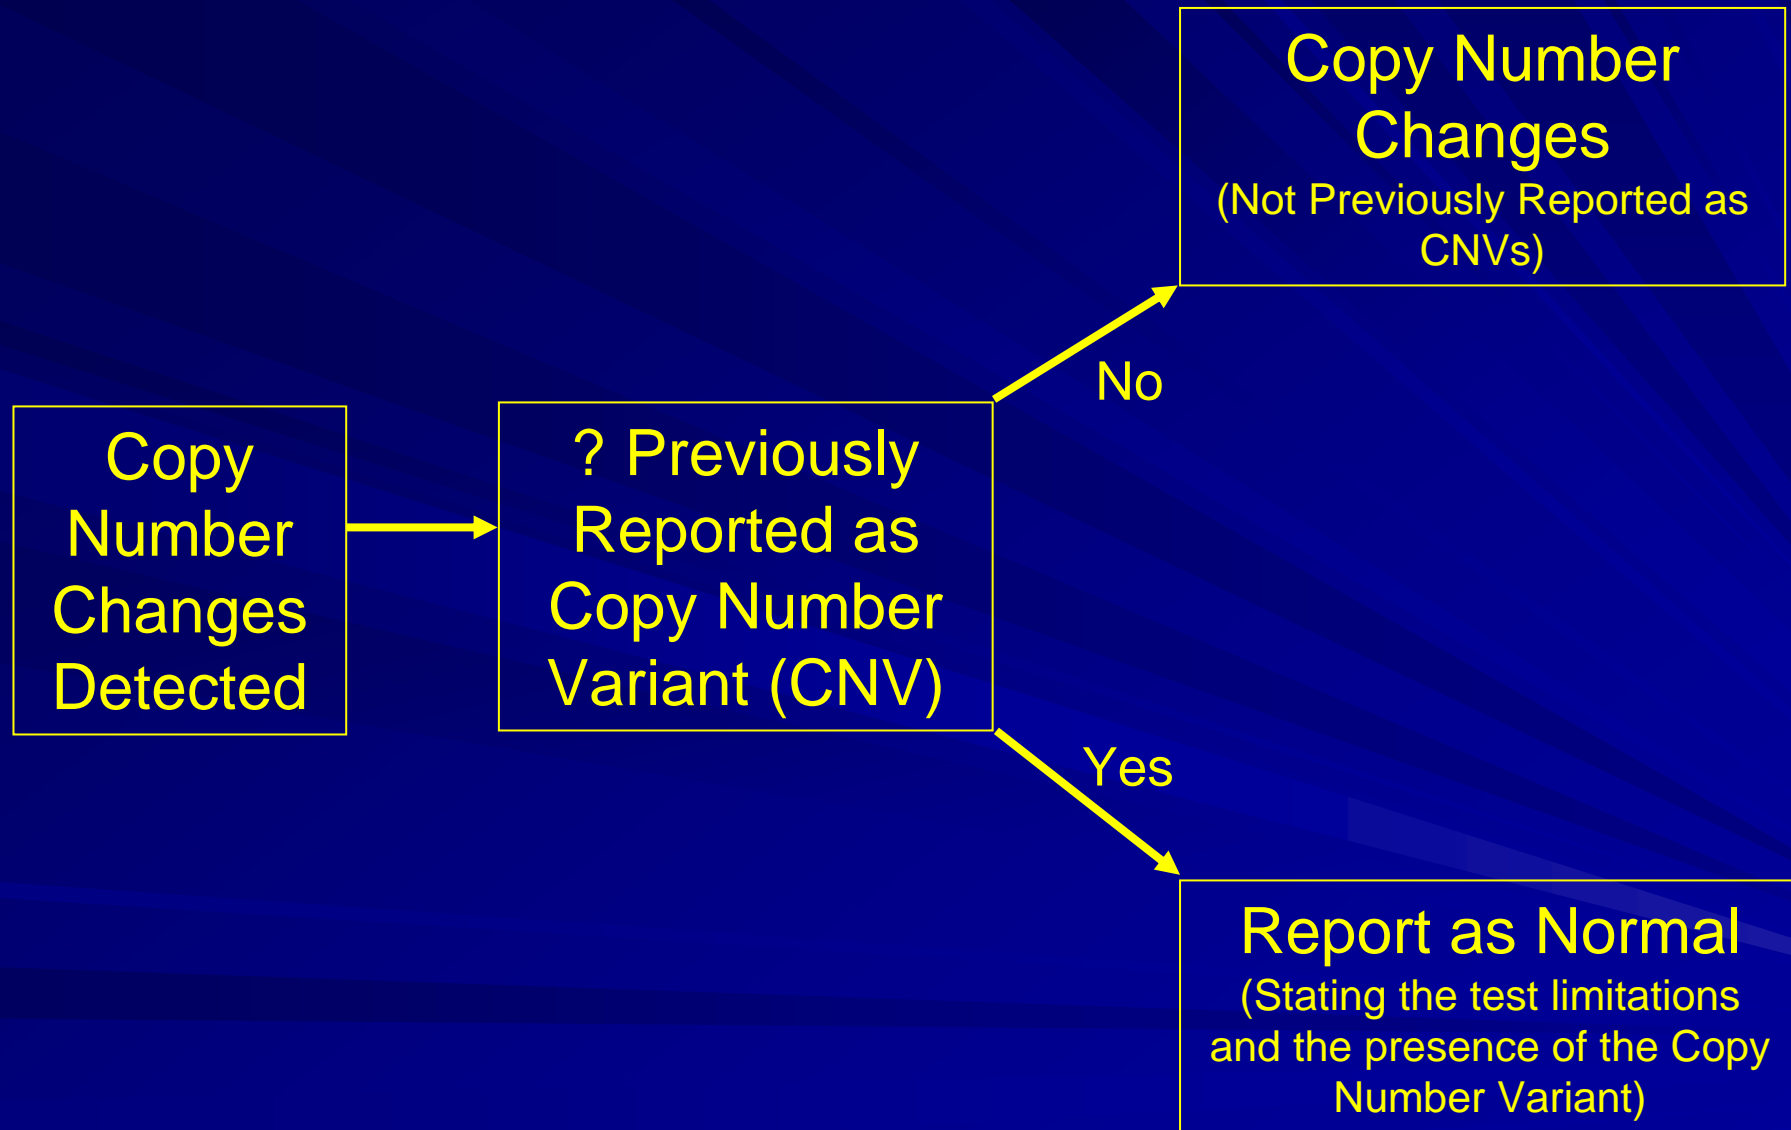 Copy
Number
Changes
Detected
? Previously
Reported as
Copy Number
Variant (CNV)
No
Copy Number
Changes
(Not Previously Reported as
CNVs)
Yes
Report as Normal
(Stating the test limitations
and the presence of the Copy
Number Variant)